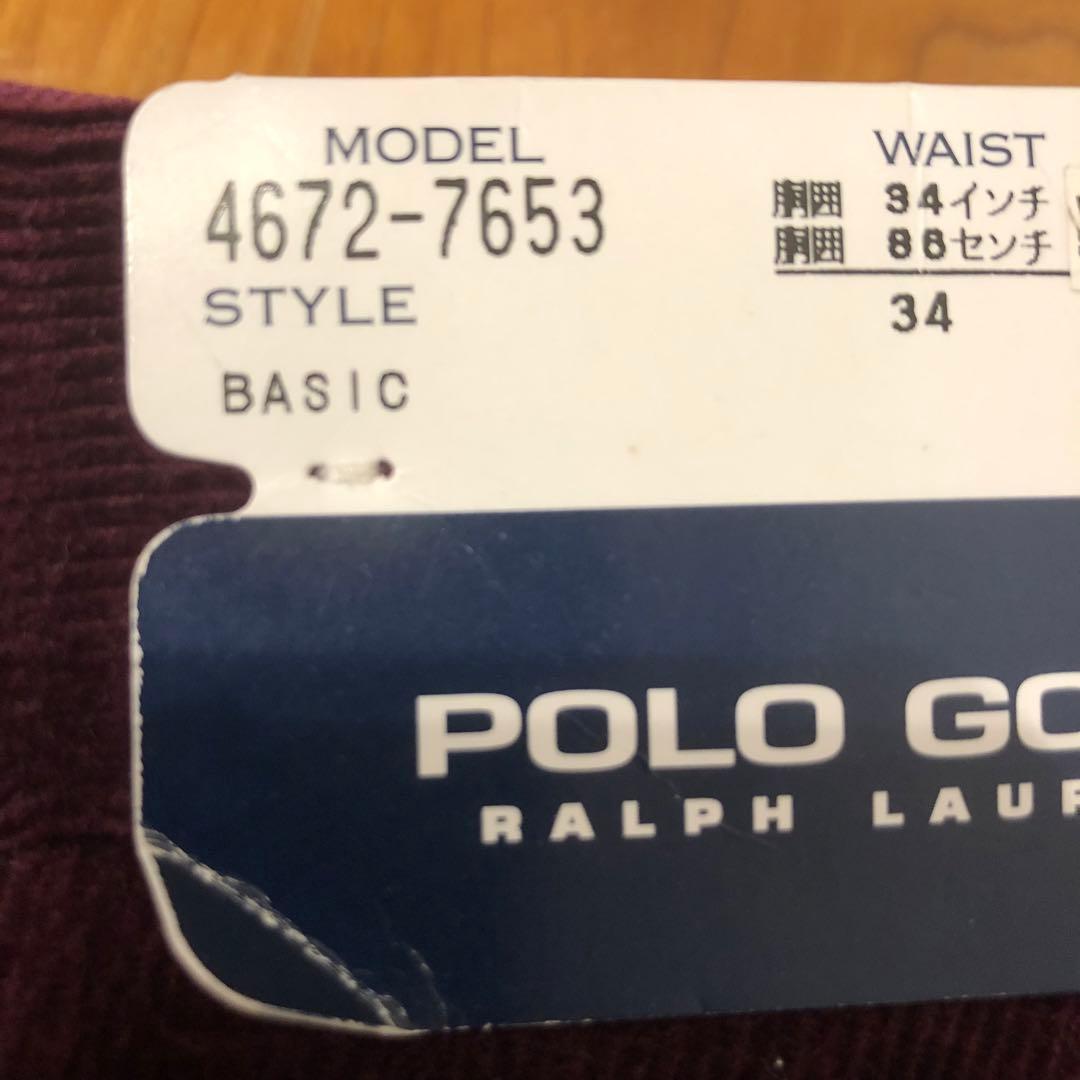 MODEL
4672-7653
STYLE
BASIC
WAIST
胴囲 34インチ
胴囲 86センチ
34
POLO GO
RALPH LAUR